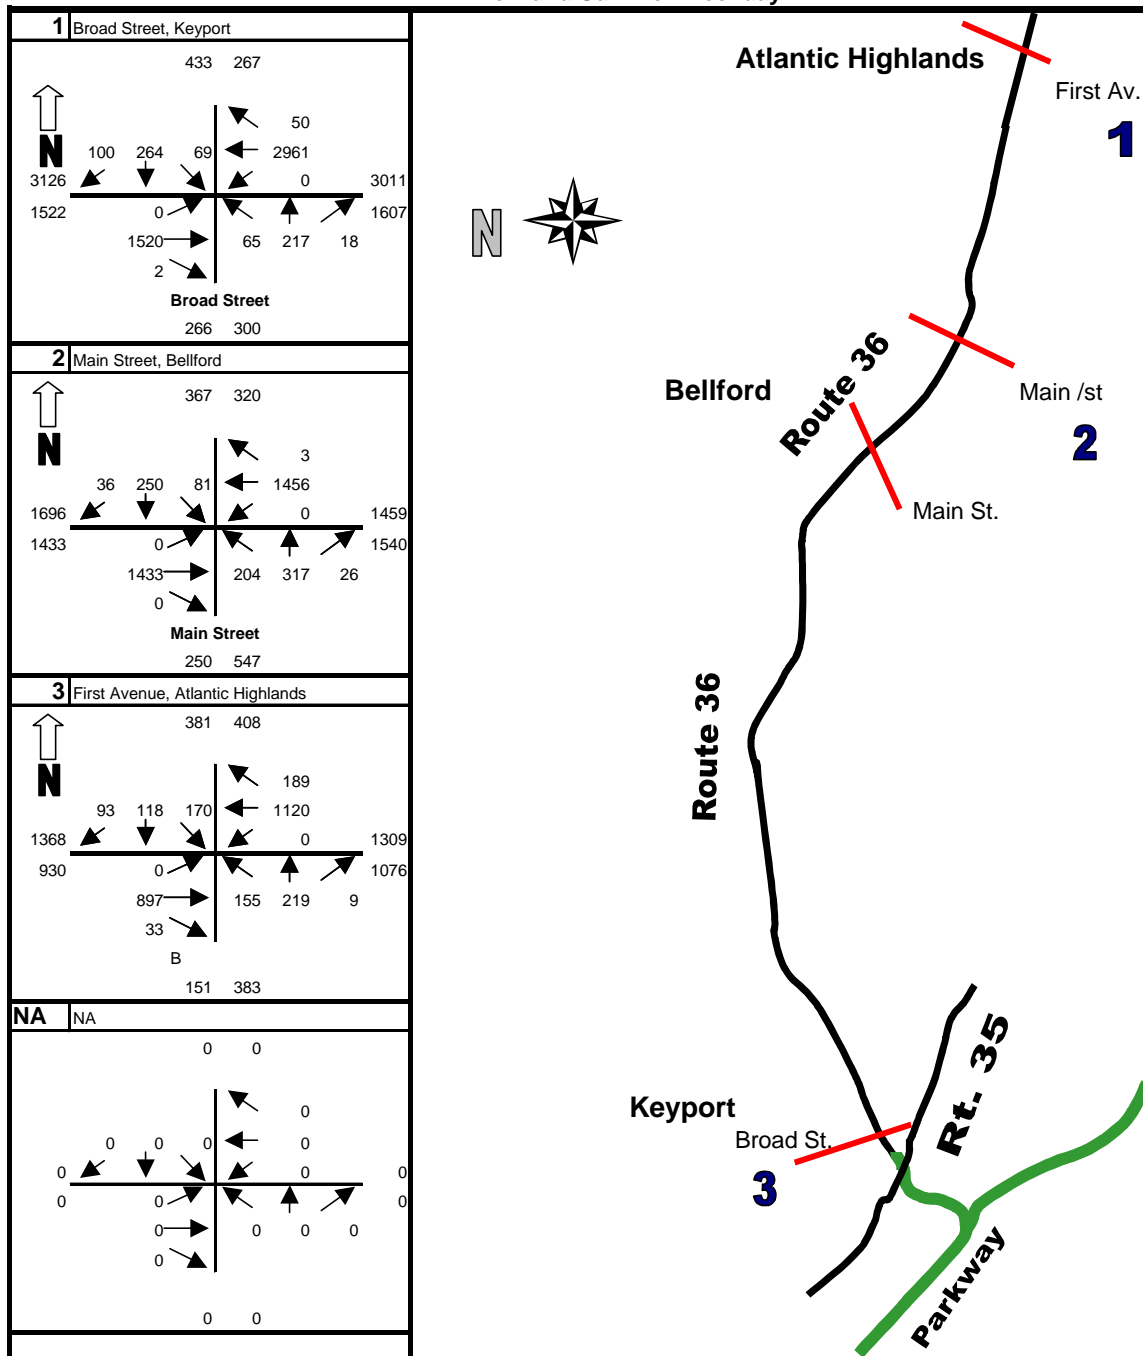 1 Broad Street, Keyport
433 267
50
N
100 264 69 2961
3126 0 3011
1522 0 1607
1520 65 217 18
2
Broad Street
266 300
2 Main Street, Bellford
367 320
3
N
36 250 81 1456
1696 0 1459
1433 0 1540
1433 204 317 26
0
Main Street
250 547
3 First Avenue, Atlantic Highlands
381 408
189
N
93 118 170 1120
1368 0 1309
930 0 1076
897 155 219 9
33
B
151 383
NA NA
0 0
0
0 0 0 0
0 0 0
0 0 0
0 0 0 0
0
0 0
Atlantic Highlands
First Av.
1
N
Route 36
Bellford
Main /st
2
Main St.
Route 36
Keyport
Broad St.
3
Rt. 35
Parkway